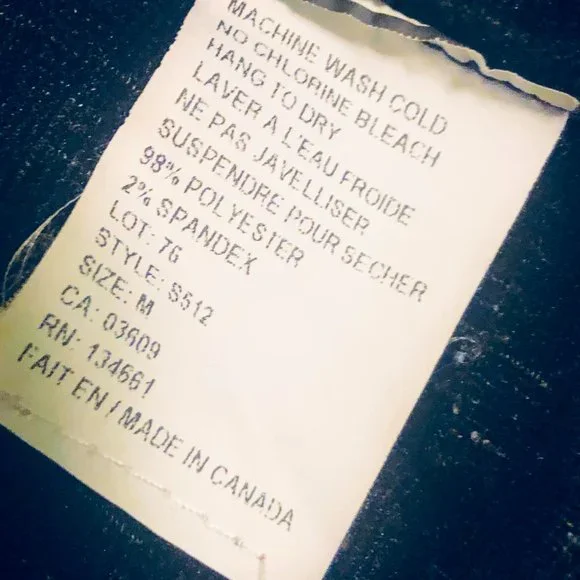 MACHINE WASH COLD
NO CHLORINE BLEACH
HANG TO DRY
LAVER A L'EAU FROIDE
NE PAS JAVELLISER
SUSPENDRE POUR SECHER
98% POLYESTER
2% SPANDEX
LOT: 76
STYLE: S512
SIZE: M
CA: 03609
RN: 134661
FAIT EN / MADE IN CANADA